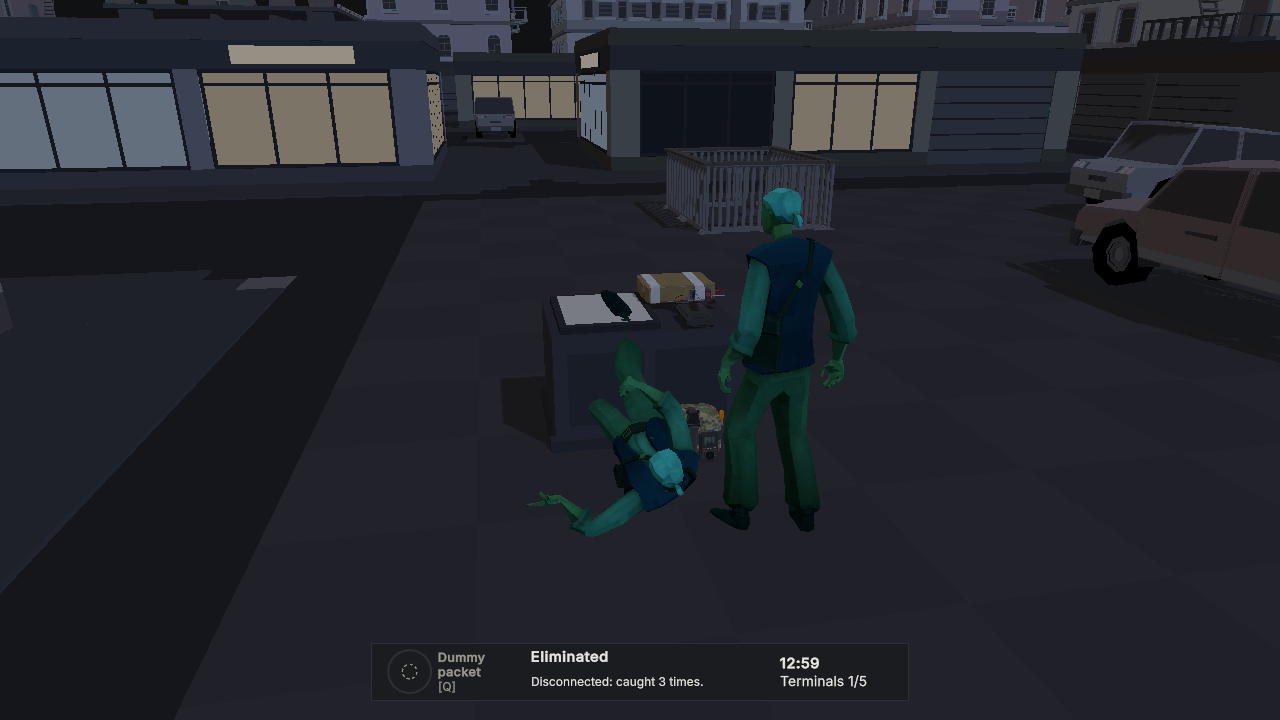 Dummy
packet
[Q]
Eliminated
Disconnected: caught 3 times.
12:59
Terminals 1/5